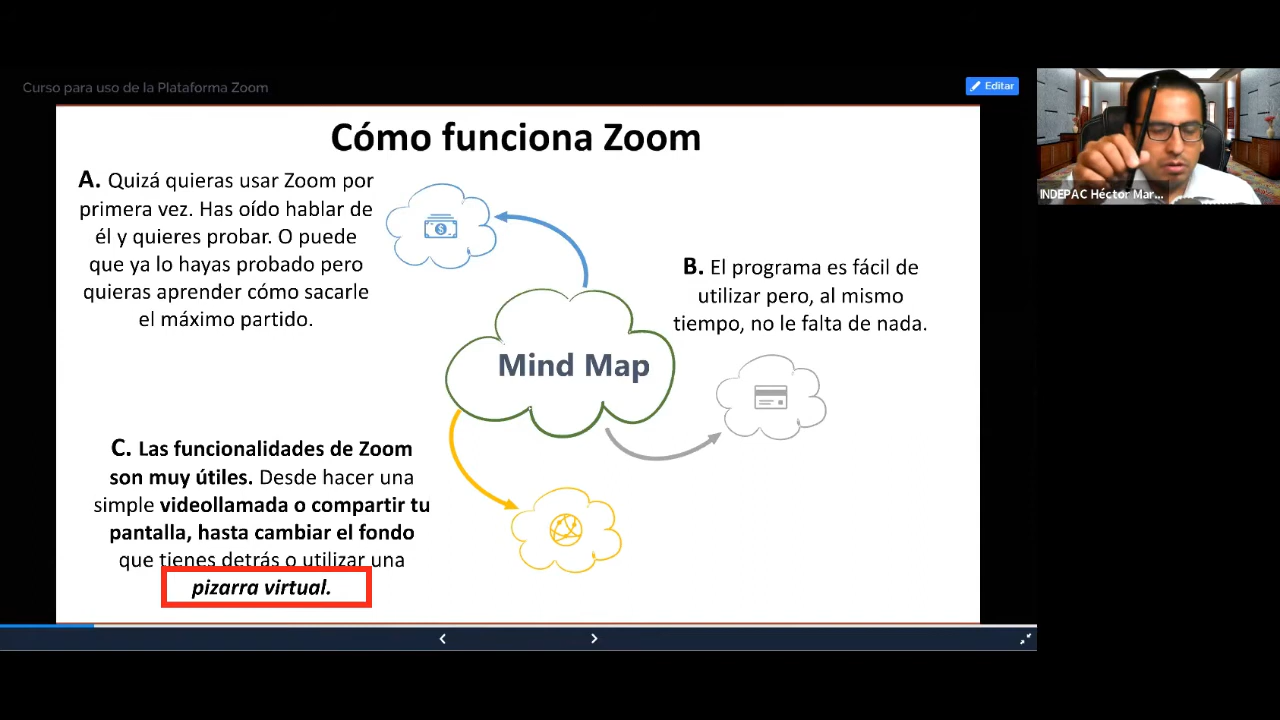 Curso para uso de la Plataforma Zoom
Editar
Cómo funciona Zoom
A. Quizá quieras usar Zoom por
primera vez. Has oído hablar de
él y quieres probar. O puede
que ya lo hayas probado pero
quieras aprender cómo sacarle
el máximo partido.
B. El programa es fácil de
utilizar pero, al mismo
tiempo, no le falta de nada.
Mind Map
C. Las funcionalidades de Zoom
son muy útiles. Desde hacer una
simple videollamada o compartir tu
pantalla, hasta cambiar el fondo
que tienes detrás o utilizar una
pizarra virtual.
INDEPAC Héctor Mar...